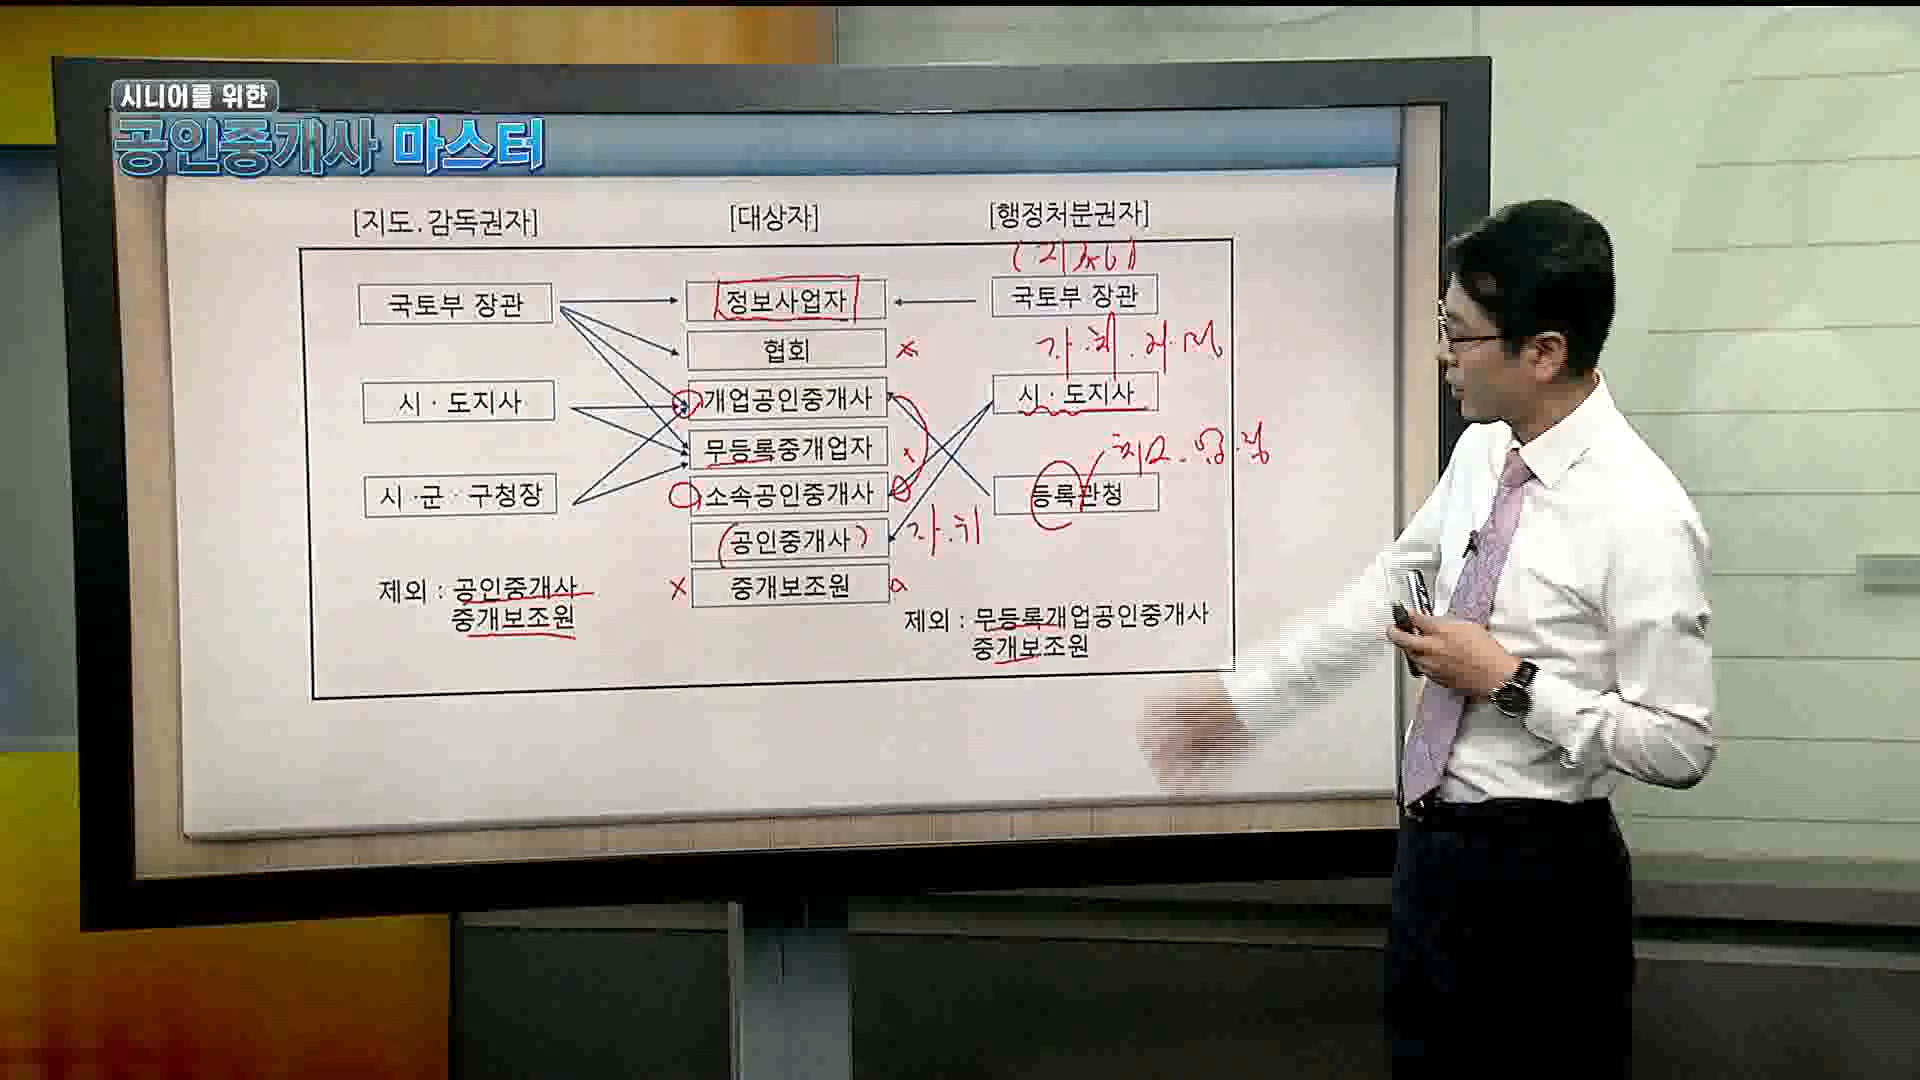 시니어를 위한
공인중개사 마스터
[지도.감독권자] [대상자] [행정처분권자]
국토부 장관 정보사업자 국토부 장관
협회 ×
시·도지사 개업공인중개사 시·도지사
무등록중개업자 ×
시·군·구청장 소속공인중개사 등록관청
(공인중개사) 자.취
제외 : 공인중개사 × 중개보조원
중개보조원
제외 : 무등록개업공인중개사
중개보조원